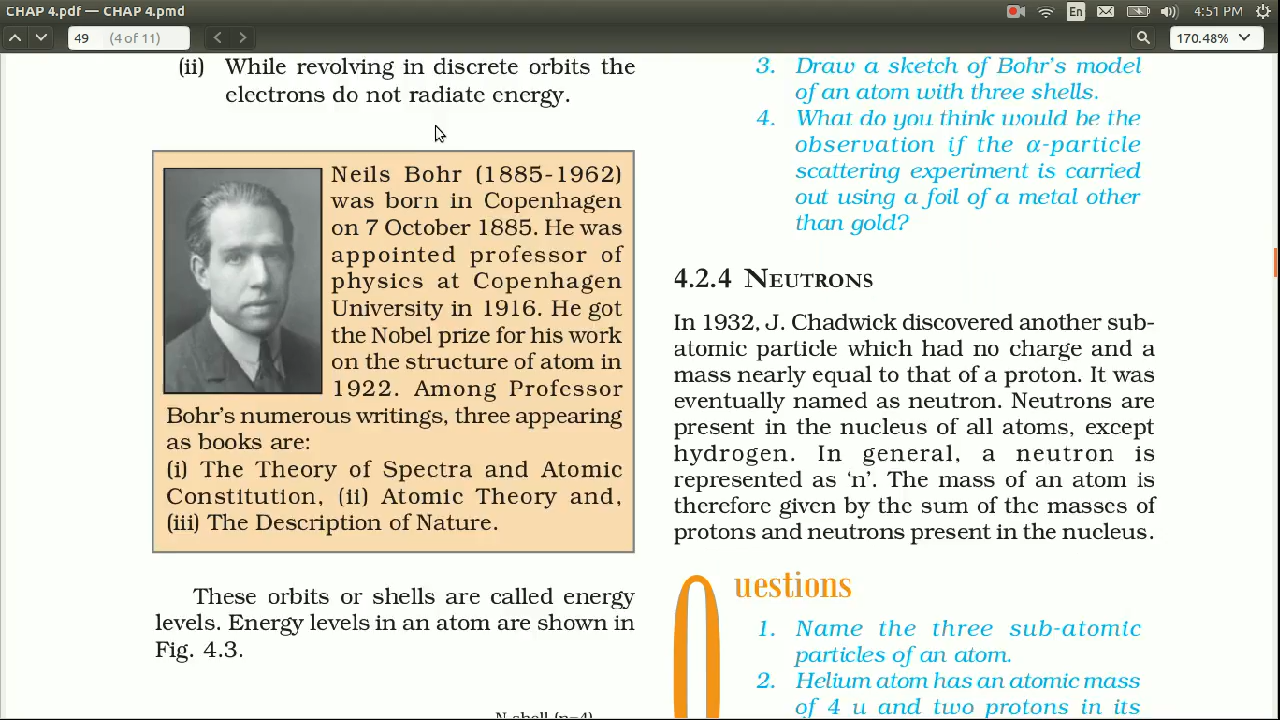 CHAP 4.pdf — CHAP 4.pmd
En
4:51 PM
49
(4 of 11)
170.48%
(ii) While revolving in discrete orbits the
electrons do not radiate energy.
Neils Bohr (1885-1962)
was born in Copenhagen
on 7 October 1885. He was
appointed professor of
physics at Copenhagen
University in 1916. He got
the Nobel prize for his work
on the structure of atom in
1922. Among Professor
Bohr's numerous writings, three appearing
as books are:
(i) The Theory of Spectra and Atomic
Constitution, (ii) Atomic Theory and,
(iii) The Description of Nature.
These orbits or shells are called energy
levels. Energy levels in an atom are shown in
Fig. 4.3.
N shell (n=4)
3. Draw a sketch of Bohr's model
of an atom with three shells.
4. What do you think would be the
observation if the α-particle
scattering experiment is carried
out using a foil of a metal other
than gold?
4.2.4 NEUTRONS
In 1932, J. Chadwick discovered another sub-
atomic particle which had no charge and a
mass nearly equal to that of a proton. It was
eventually named as neutron. Neutrons are
present in the nucleus of all atoms, except
hydrogen. In general, a neutron is
represented as 'n'. The mass of an atom is
therefore given by the sum of the masses of
protons and neutrons present in the nucleus.
Questions
1. Name the three sub-atomic
particles of an atom.
2. Helium atom has an atomic mass
of 4 u and two protons in its